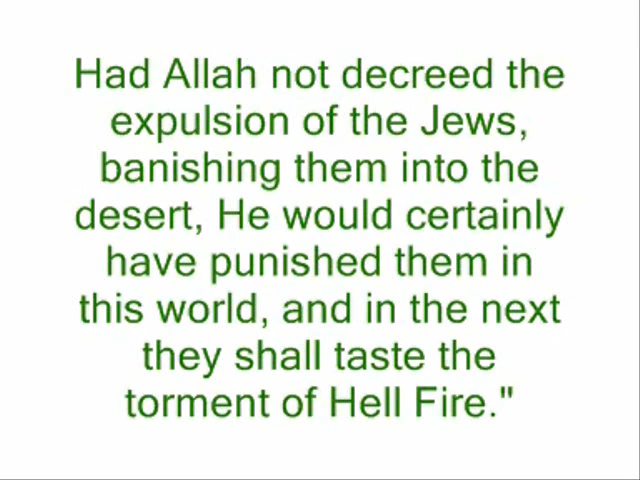 Had Allah not decreed the
expulsion of the Jews,
banishing them into the
desert, He would certainly
have punished them in
this world, and in the next
they shall taste the
torment of Hell Fire."